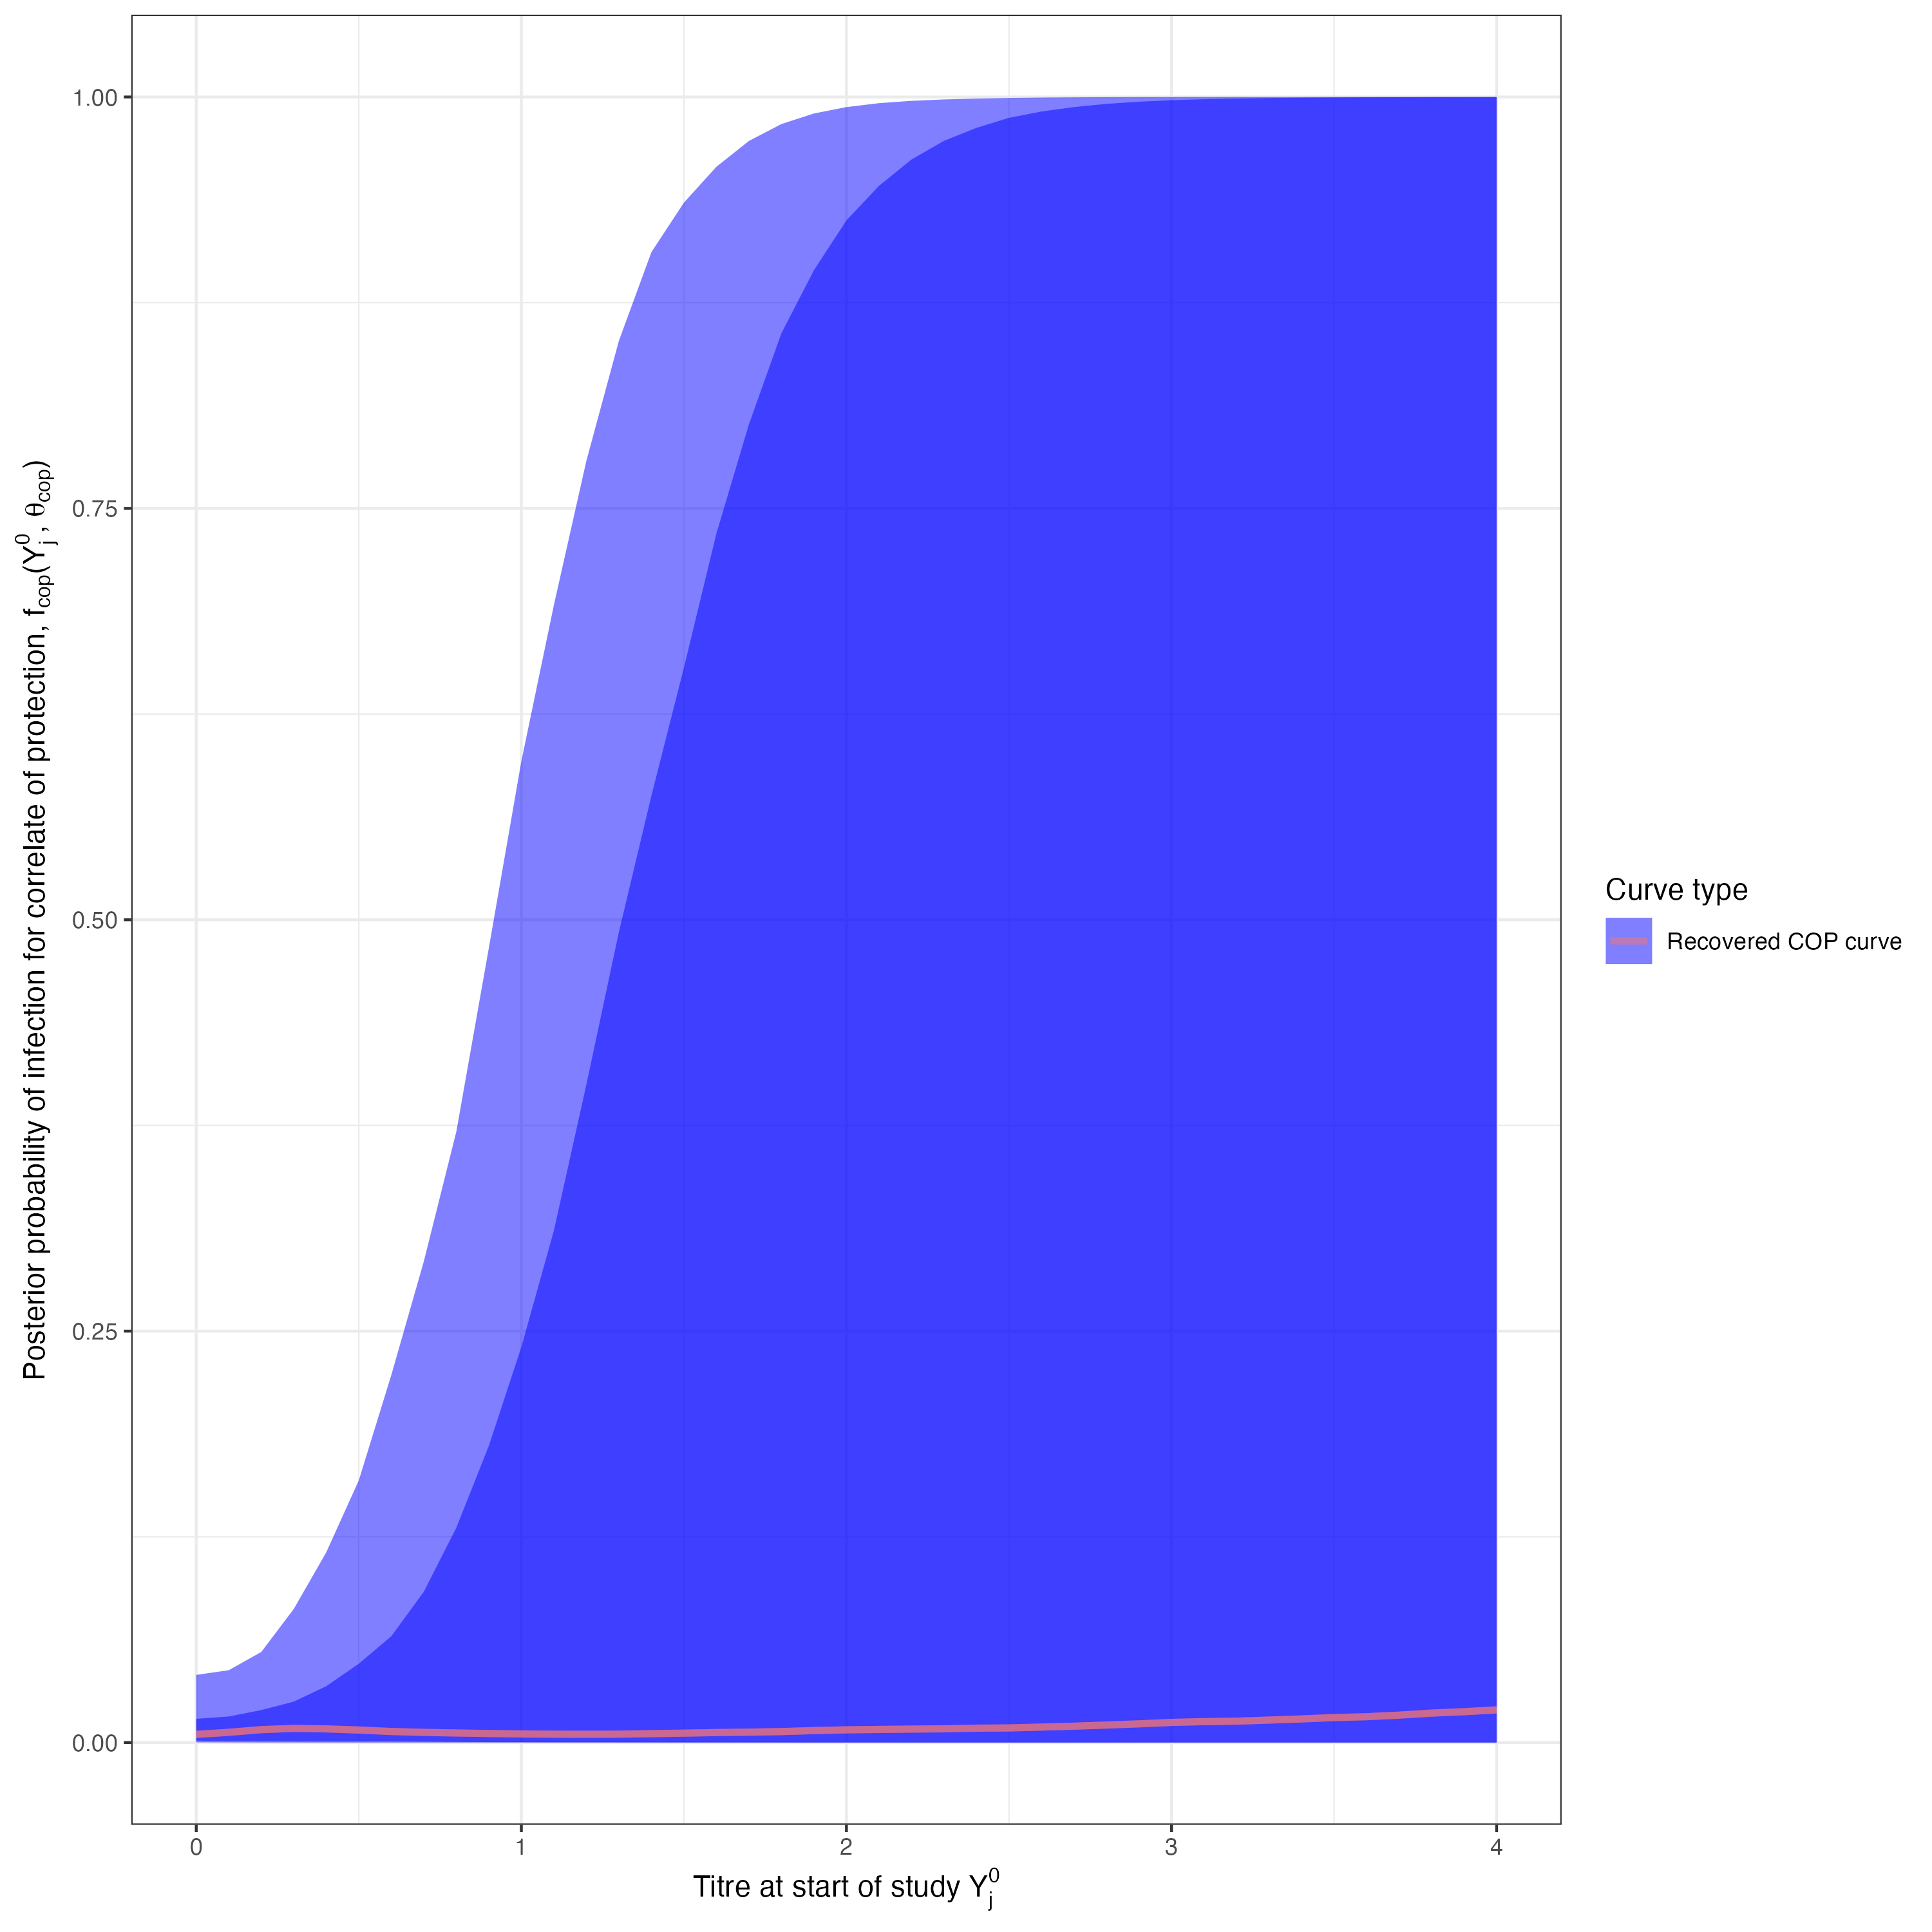 Posterior probability of infection for correlate of protection, f_cop(Y_j^0, θ_cop)
1.00
0.75
0.50
0.25
0.00
0 1 2 3 4
Titre at start of study Y_j^0
Curve type
Recovered COP curve